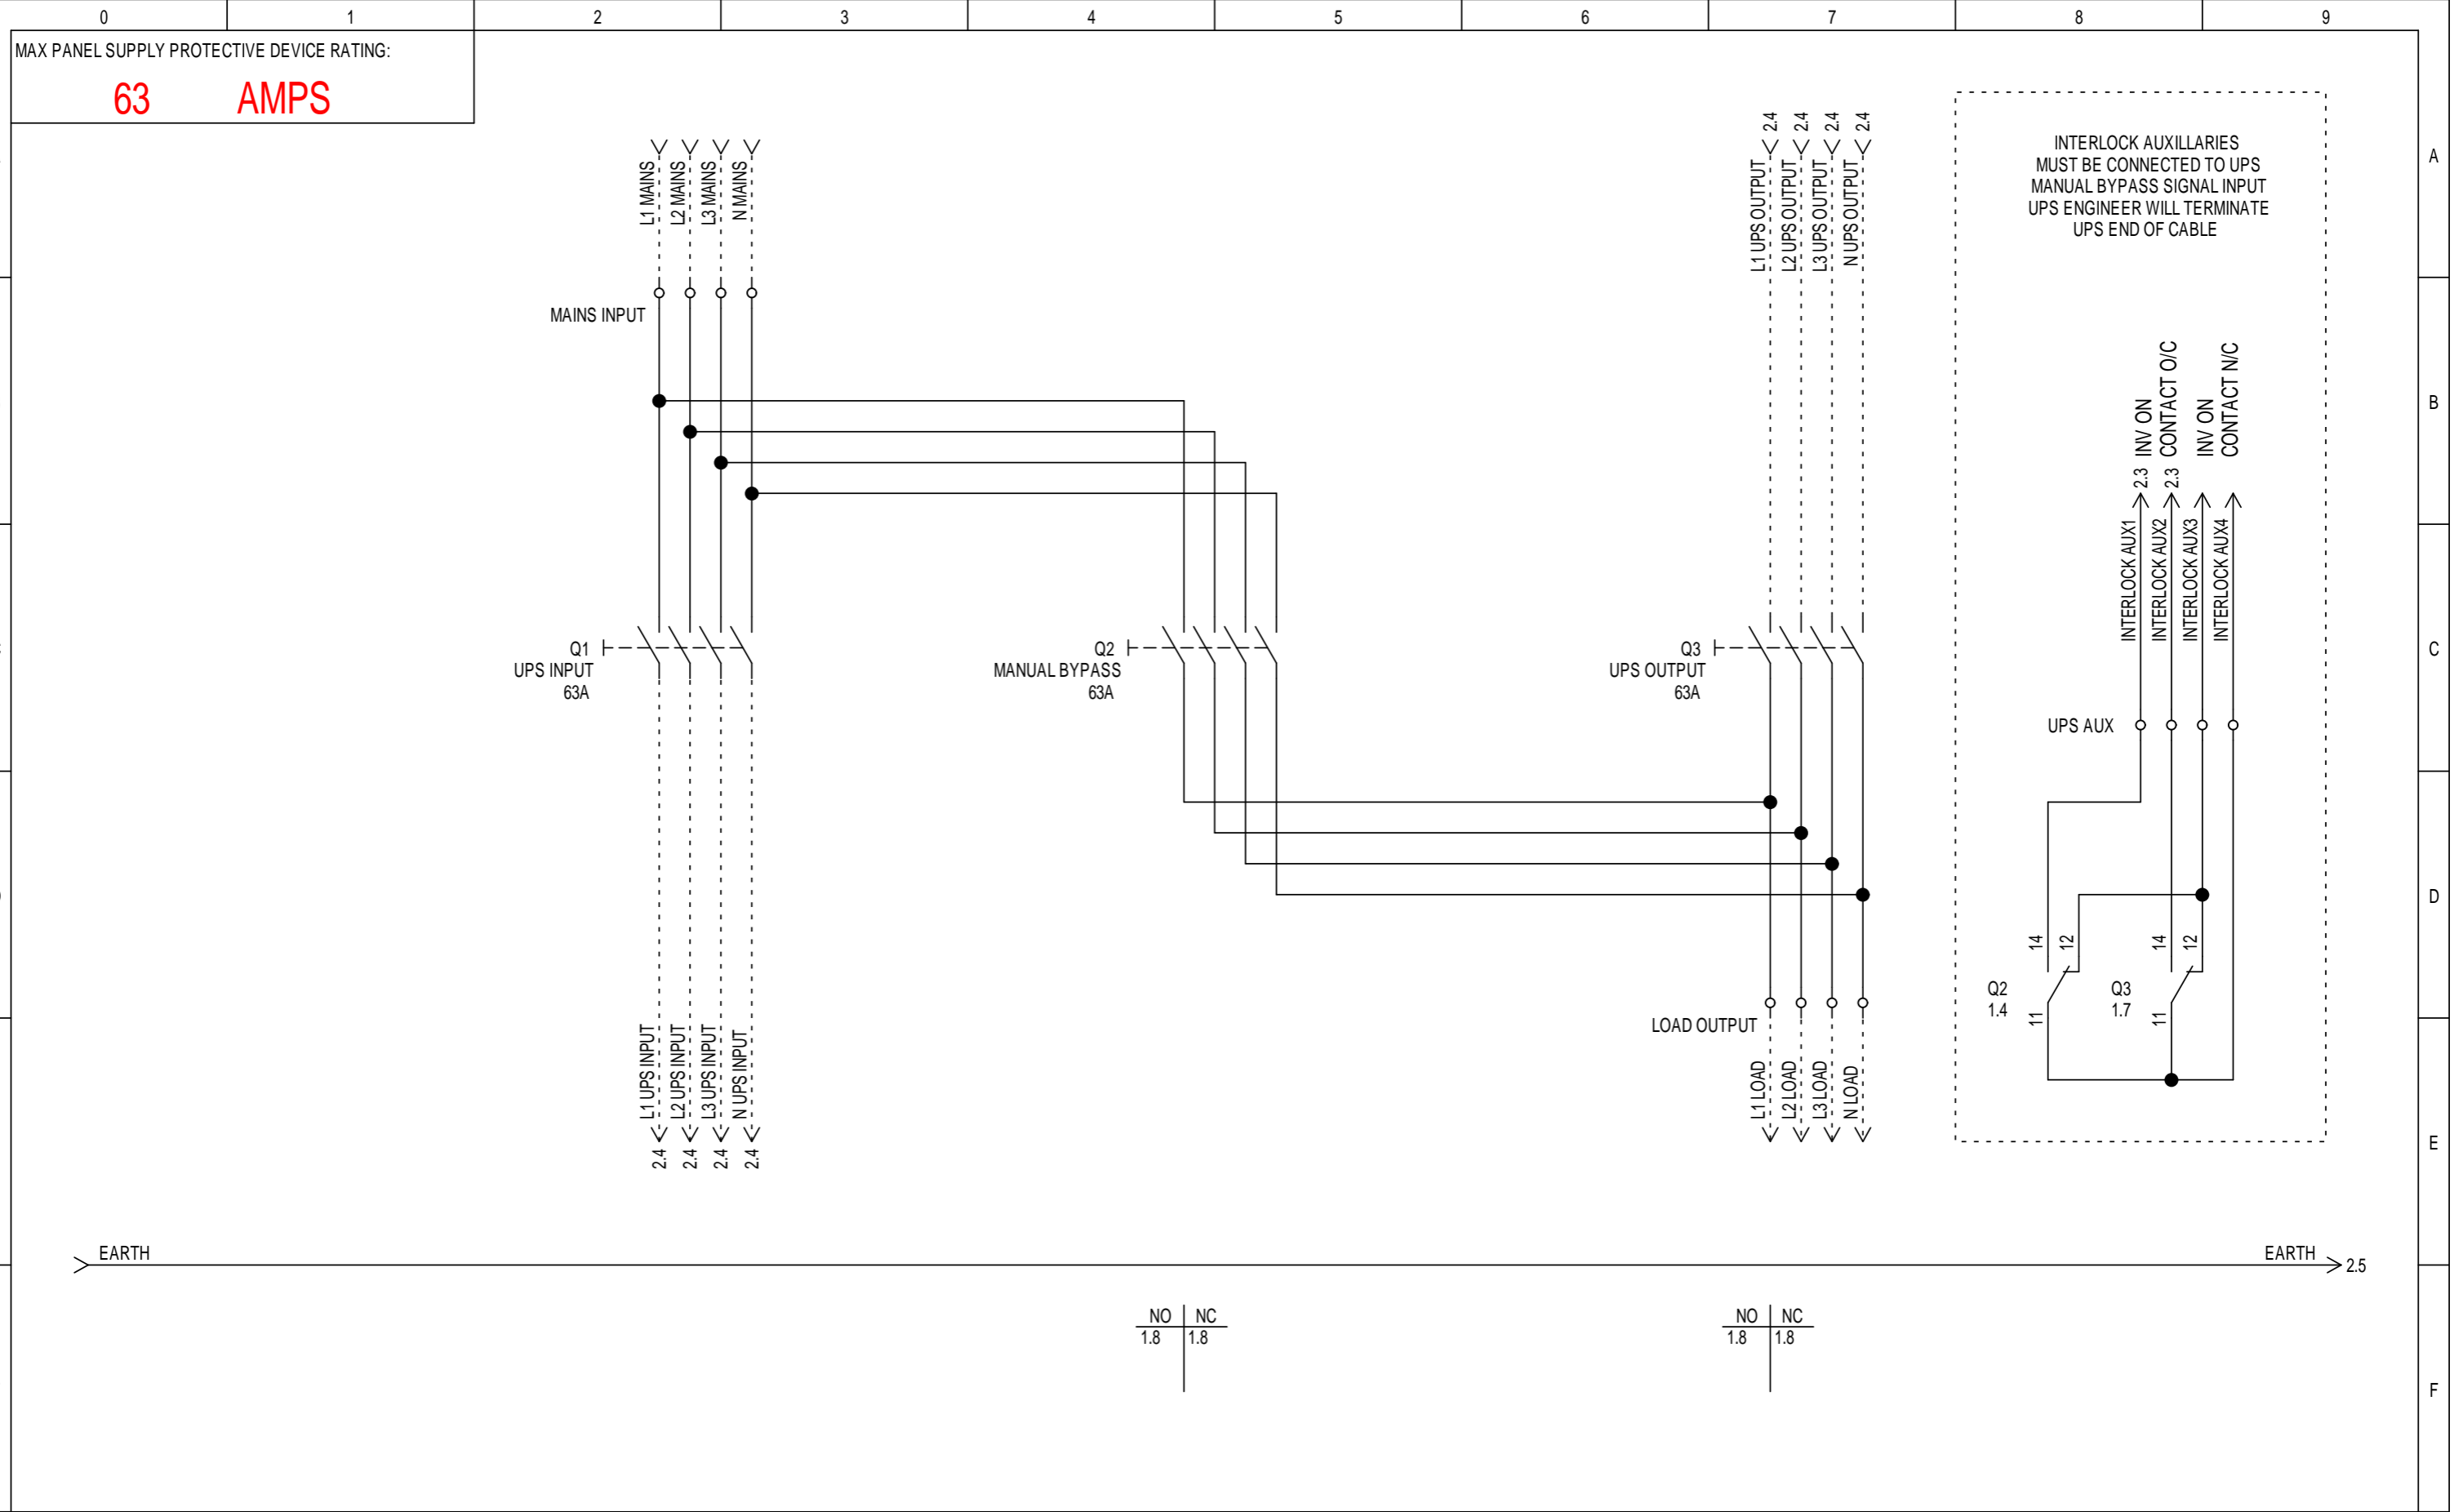 0 1 2 3 4 5 6 7 8 9
MAX PANEL SUPPLY PROTECTIVE DEVICE RATING:
63 AMPS
L1 MAINS
L2 MAINS
L3 MAINS
N MAINS
MAINS INPUT
2.4
2.4
2.4
2.4
L1 UPS OUTPUT
L2 UPS OUTPUT
L3 UPS OUTPUT
N UPS OUTPUT
INTERLOCK AUXILLARIES
MUST BE CONNECTED TO UPS
MANUAL BYPASS SIGNAL INPUT
UPS ENGINEER WILL TERMINATE
UPS END OF CABLE
A
B
C
D
E
F
INV ON
CONTACT O/C
INV ON
CONTACT N/C
2.3
2.3
INTERLOCK AUX1
INTERLOCK AUX2
INTERLOCK AUX3
INTERLOCK AUX4
UPS AUX
Q1
UPS INPUT
63A
Q2
MANUAL BYPASS
63A
Q3
UPS OUTPUT
63A
14
12
14
12
Q2
1.4
11
Q3
1.7
11
LOAD OUTPUT
L1 UPS INPUT
L2 UPS INPUT
L3 UPS INPUT
N UPS INPUT
2.4
2.4
2.4
2.4
L1 LOAD
L2 LOAD
L3 LOAD
N LOAD
EARTH
EARTH
2.5
NO NC
1.8 1.8
NO NC
1.8 1.8